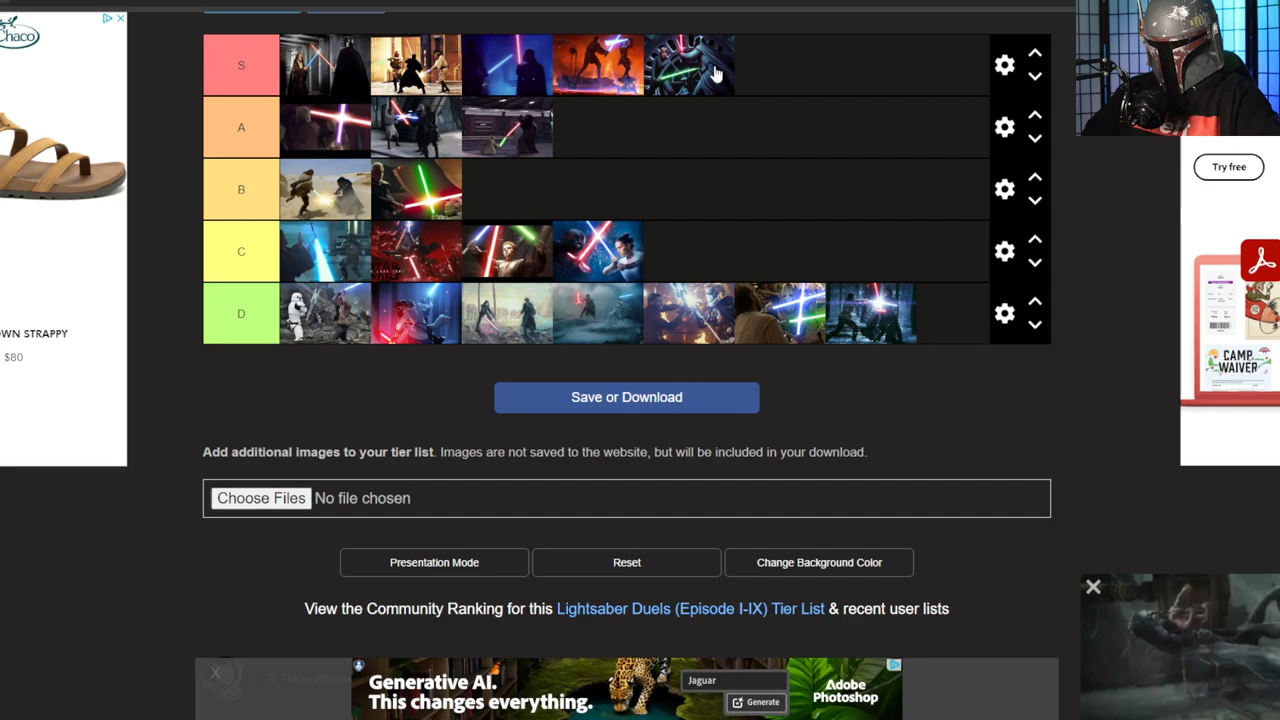 Chaco
S
A
B
C
D
OWN STRAPPY
$80
Try free
CAMP
WAIVER
Save or Download
Add additional images to your tier list. Images are not saved to the website, but will be included in your download.
Choose Files No file chosen
Presentation Mode
Reset
Change Background Color
View the Community Ranking for this Lightsaber Duels (Episode I-IX) Tier List & recent user lists
X
Generative AI.
This changes everything.
Jaguar
Generate
Adobe
Photoshop